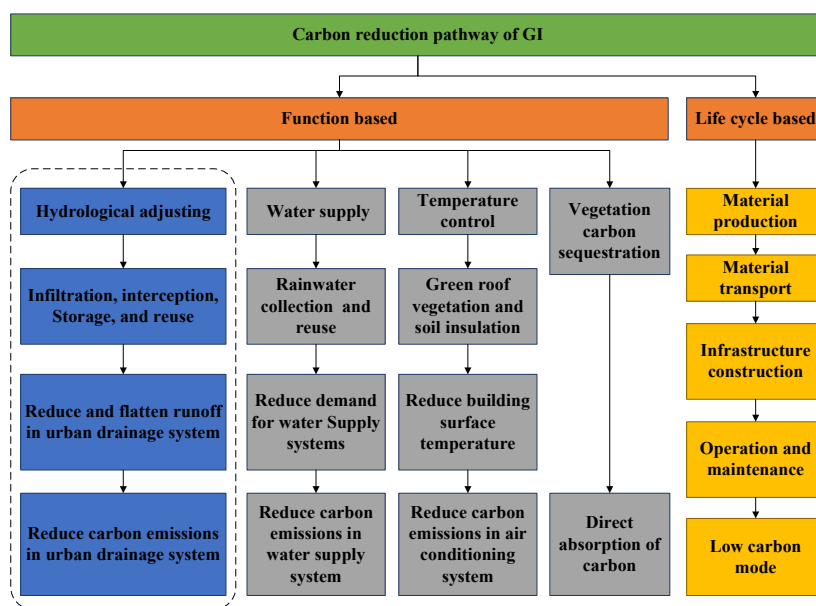 Carbon reduction pathway of GI
Function based
Life cycle based
Hydrological adjusting
Infiltration, interception,
Storage, and reuse
Reduce and flatten runoff
in urban drainage system
Reduce carbon emissions
in urban drainage system
Water supply
Rainwater
collection and
reuse
Reduce demand
for water Supply
systems
Reduce carbon
emissions in
water supply
system
Temperature
control
Green roof
vegetation and
soil insulation
Reduce building
surface
temperature
Reduce carbon
emissions in air
conditioning
system
Vegetation
carbon
sequestration
Direct
absorption of
carbon
Material
production
Material
transport
Infrastructure
construction
Operation and
maintenance
Low carbon
mode